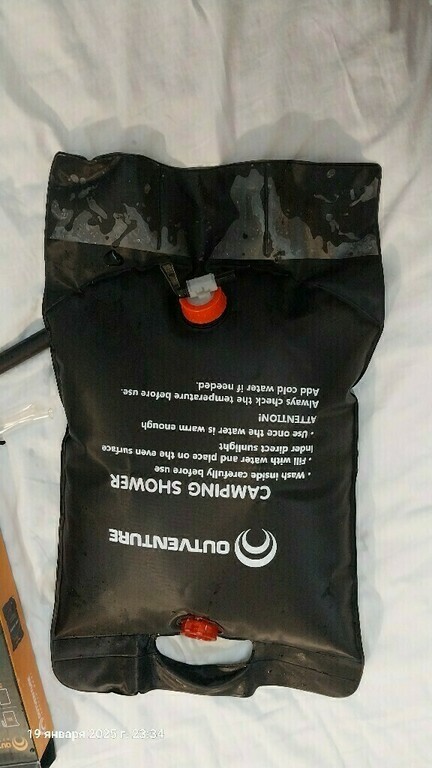 OUTVENTURE
CAMPING SHOWER
• Wash inside carefully before use
• Fill with water and place on the even surface
inder direct sunlight
• Use once the water is warm enough
ATTENTION!
Always check the temperature before use.
Add cold water if needed.
19 января 2025 г. 23:34